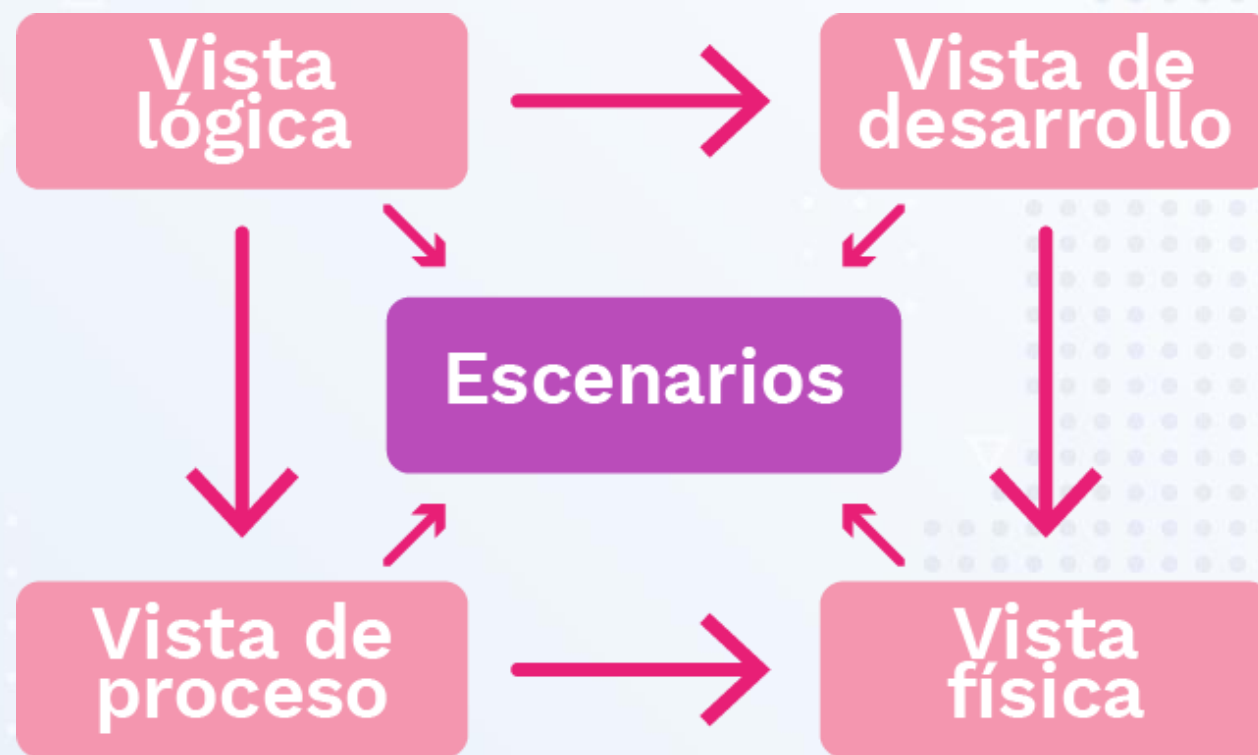 Vista
lógica
Vista de
desarrollo
Escenarios
Vista de
proceso
Vista
física